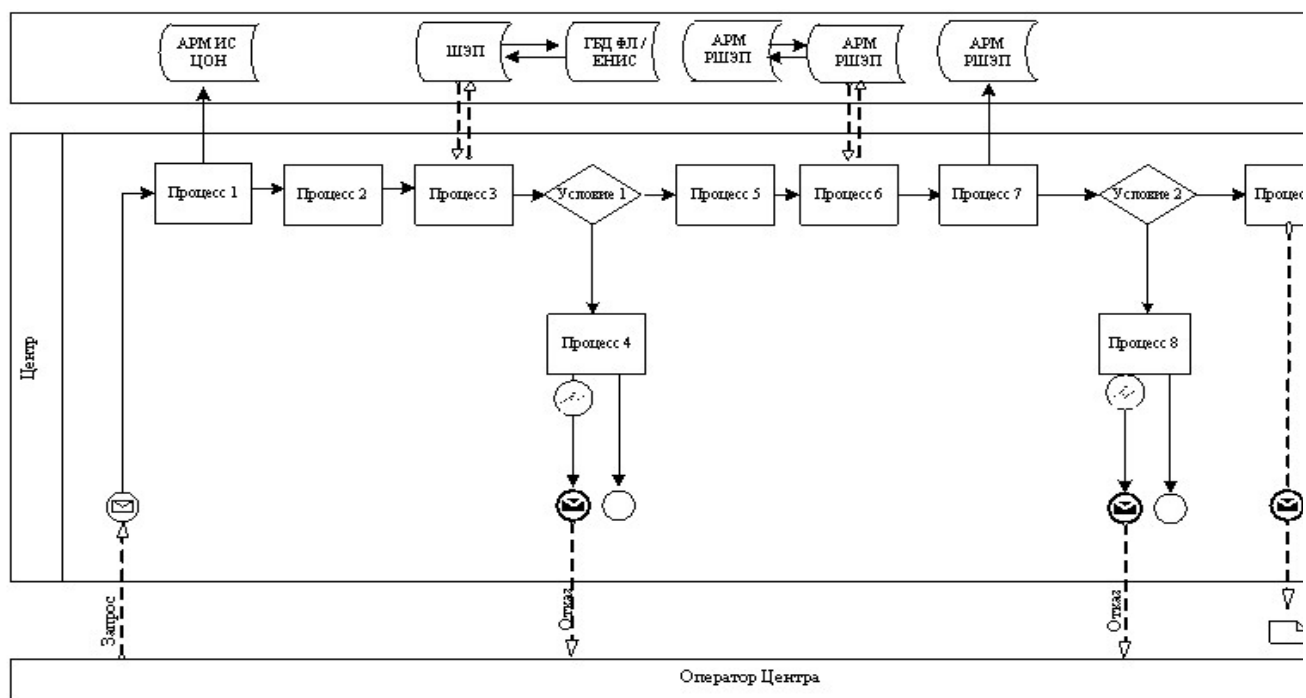 АРМ ИС
ЦОН
ШЭП
ГБД ФЛ /
ЕНИС
АРМ
РШЭП
АРМ
РШЭП
АРМ
РШЭП
Центр
Процесс 1
Процесс 2
Процесс 3
Условие 1
Процесс 5
Процесс 6
Процесс 7
Условие 2
Процес
Процесс 4
Процесс 8
Запрос
Отказ
Отказ
Оператор Центра